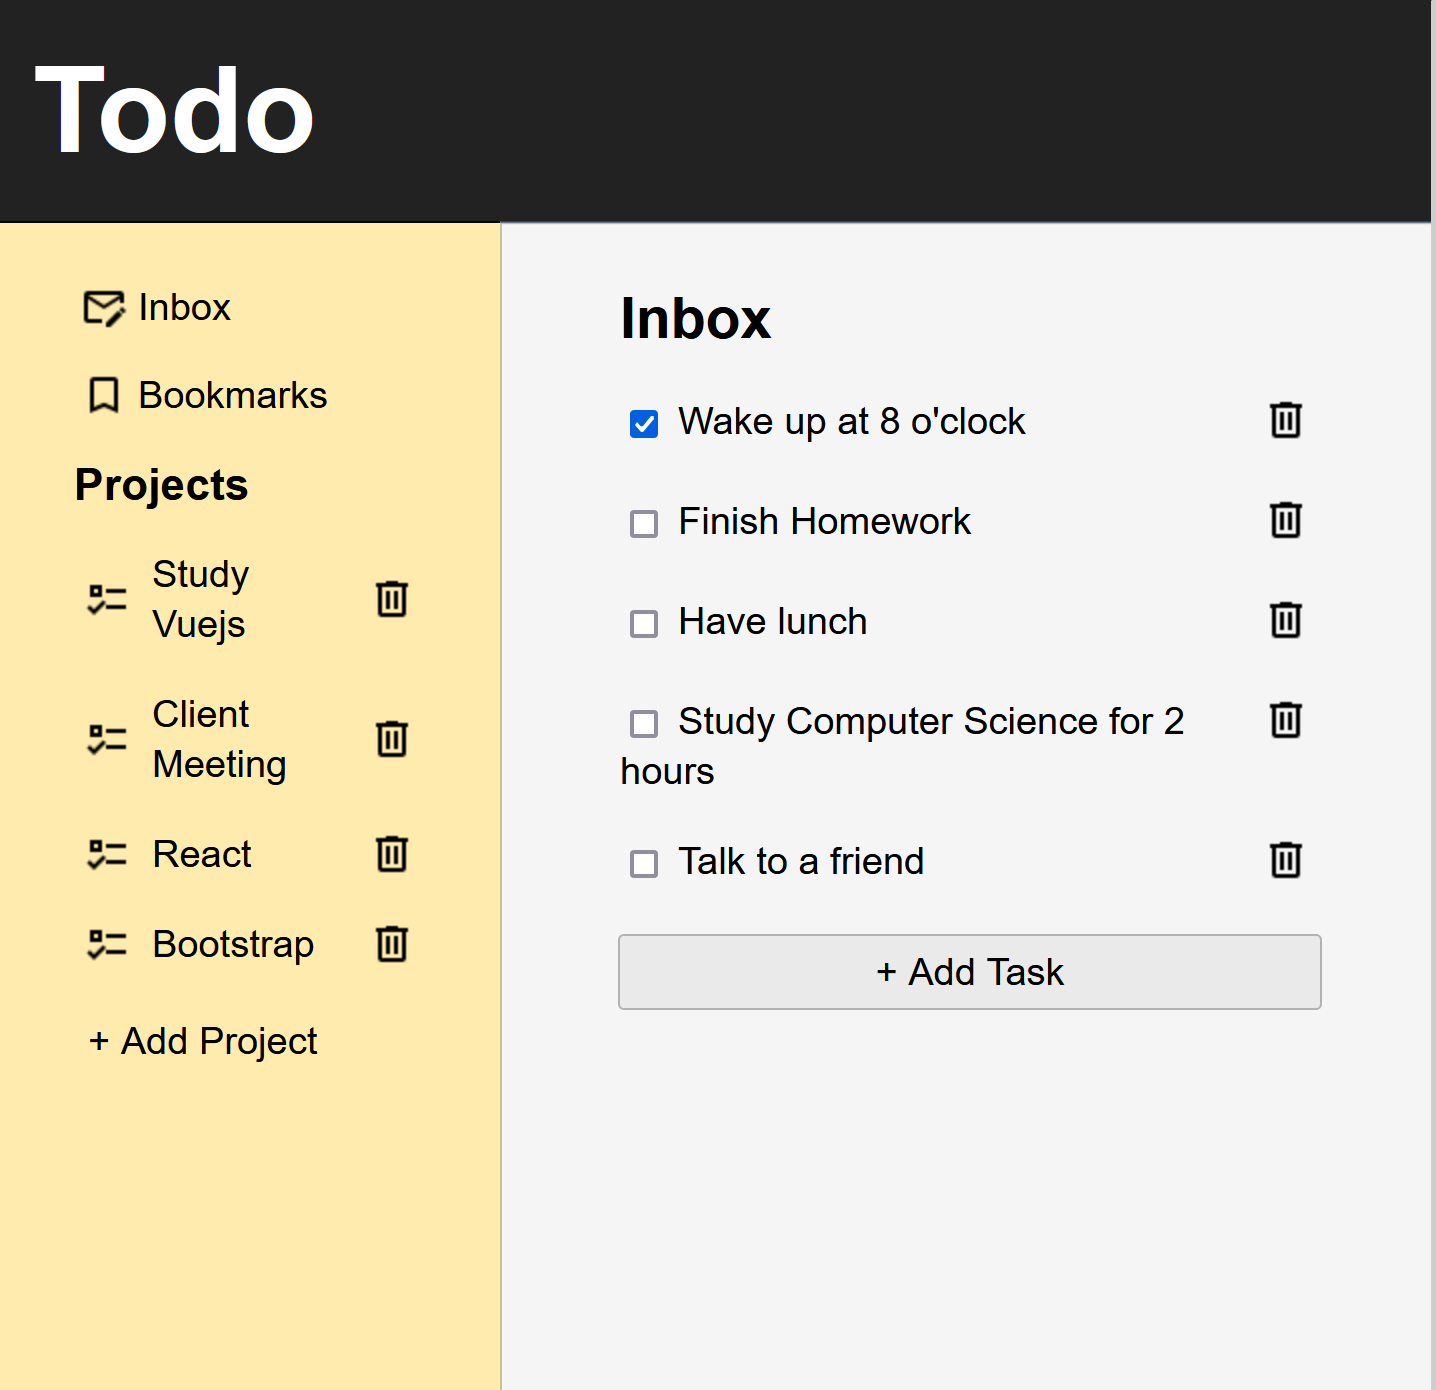 Todo
Inbox
Bookmarks
Projects
Study
Vuejs
Client
Meeting
React
Bootstrap
+ Add Project
Inbox
Wake up at 8 o'clock
Finish Homework
Have lunch
Study Computer Science for 2
hours
Talk to a friend
+ Add Task